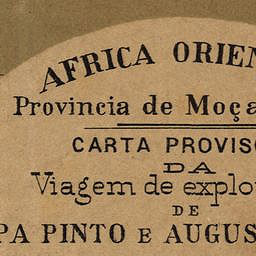 AFRICA ORIEN
Provincia de Moça
CARTA PROVISO
DA
Viagem de explo
DE
PA PINTO E AUGUS